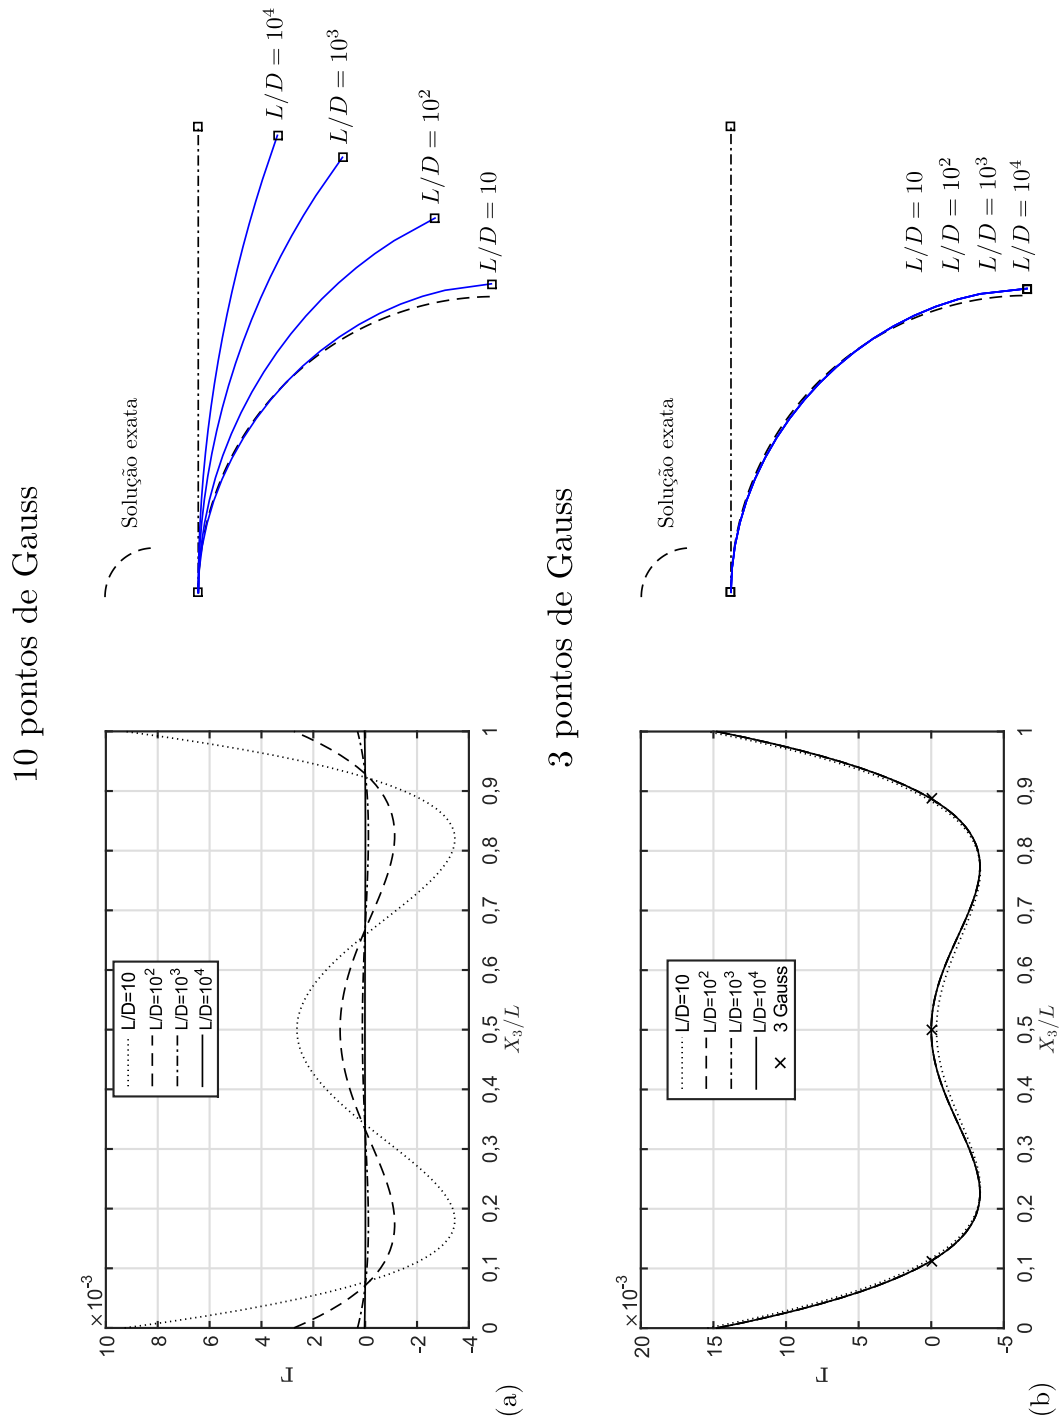 10 pontos de Gauss
×10-3
10
8
6
4
2
0
-2
-4
Γ
L/D=10
L/D=10²
L/D=10³
L/D=10⁴
0 0,1 0,2 0,3 0,4 0,5 0,6 0,7 0,8 0,9 1
X₃/L
(a)
Solução exata
L/D = 10⁴
L/D = 10³
L/D = 10²
L/D = 10
3 pontos de Gauss
×10-3
20
15
10
5
0
-5
Γ
L/D=10
L/D=10²
L/D=10³
L/D=10⁴
3 Gauss
0 0,1 0,2 0,3 0,4 0,5 0,6 0,7 0,8 0,9 1
X₃/L
(b)
Solução exata
L/D = 10
L/D = 10²
L/D = 10³
L/D = 10⁴